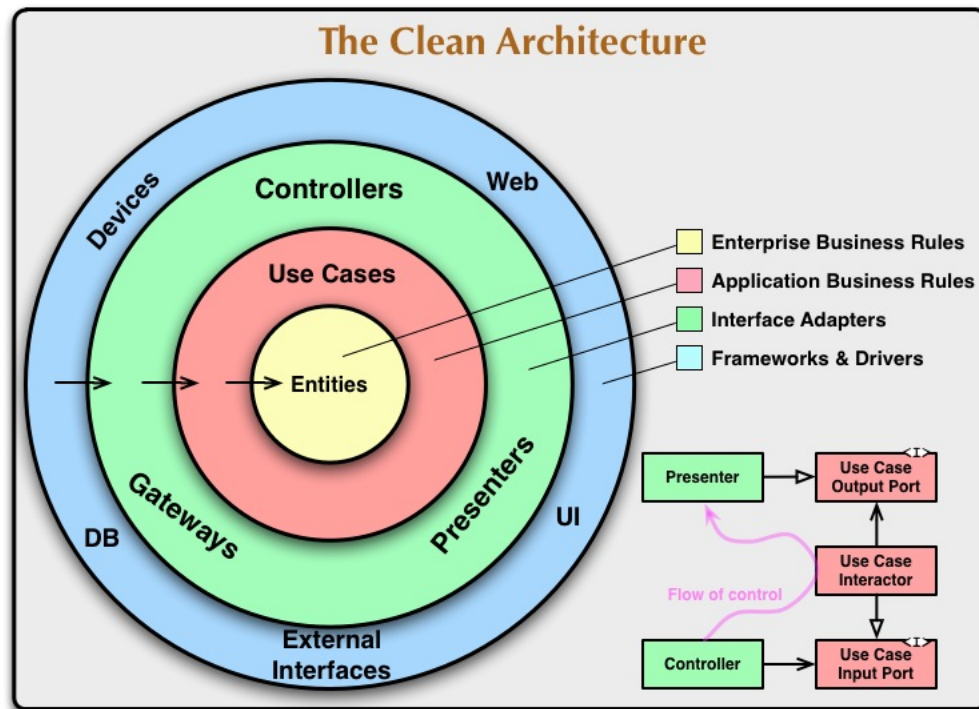 The Clean Architecture
Devices
Web
Controllers
Use Cases
Entities
Gateways
Presenters
DB
UI
External
Interfaces
Enterprise Business Rules
Application Business Rules
Interface Adapters
Frameworks & Drivers
Presenter
Use Case
Output Port
<I>
Flow of control
Use Case
Interactor
Controller
Use Case
Input Port
<I>